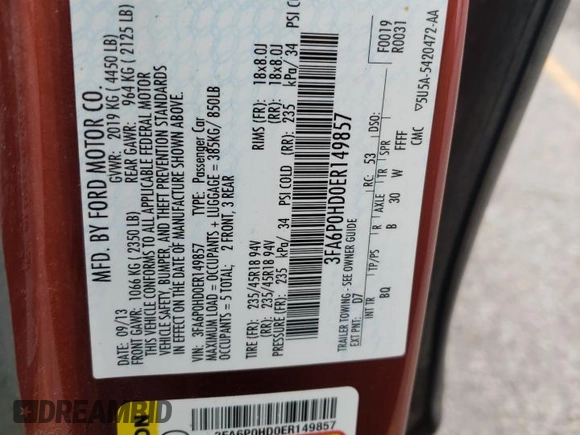 MFD. BY FORD MOTOR CO.
DATE: 09/13 GVWR: 2019 KG ( 4450 LB)
FRONT GAWR: 1066 KG ( 2350 LB) REAR GAWR: 964 KG ( 2125 LB)
THIS VEHICLE CONFORMS TO ALL APPLICABLE FEDERAL MOTOR
VEHICLE SAFETY, BUMPER, AND THEFT PREVENTION STANDARDS
IN EFFECT ON THE DATE OF MANUFACTURE SHOWN ABOVE.
VIN: 3FA6P0HD0ER149857 TYPE: Passenger Car
MAXIMUM LOAD = OCCUPANTS + LUGGAGE = 385KG/ 850LB
OCCUPANTS = 5 TOTAL: 2 FRONT, 3 REAR
TIRE (FR): 235/45R18 94V RIMS (FR): 18x8.0J
(RR): 235/45R18 94V (RR): 18x8.0J
PSI COLD (FR): 235 kPa/ 34 PSI COLD (RR): 235 kPa/ 34 PSI CO
3FA6P0HD0ER149857
TRAILER TOWING - SEE OWNER GUIDE F0019
EXT PNT: D7 RC: 53 DSO: R0031
INT TR TP/PS R AXLE TR SPR
BQ B 30 W FFFF
CMC ▽5U5A-5420472-AA
ION
3FA6P0HD0ER149857
DREAMBID